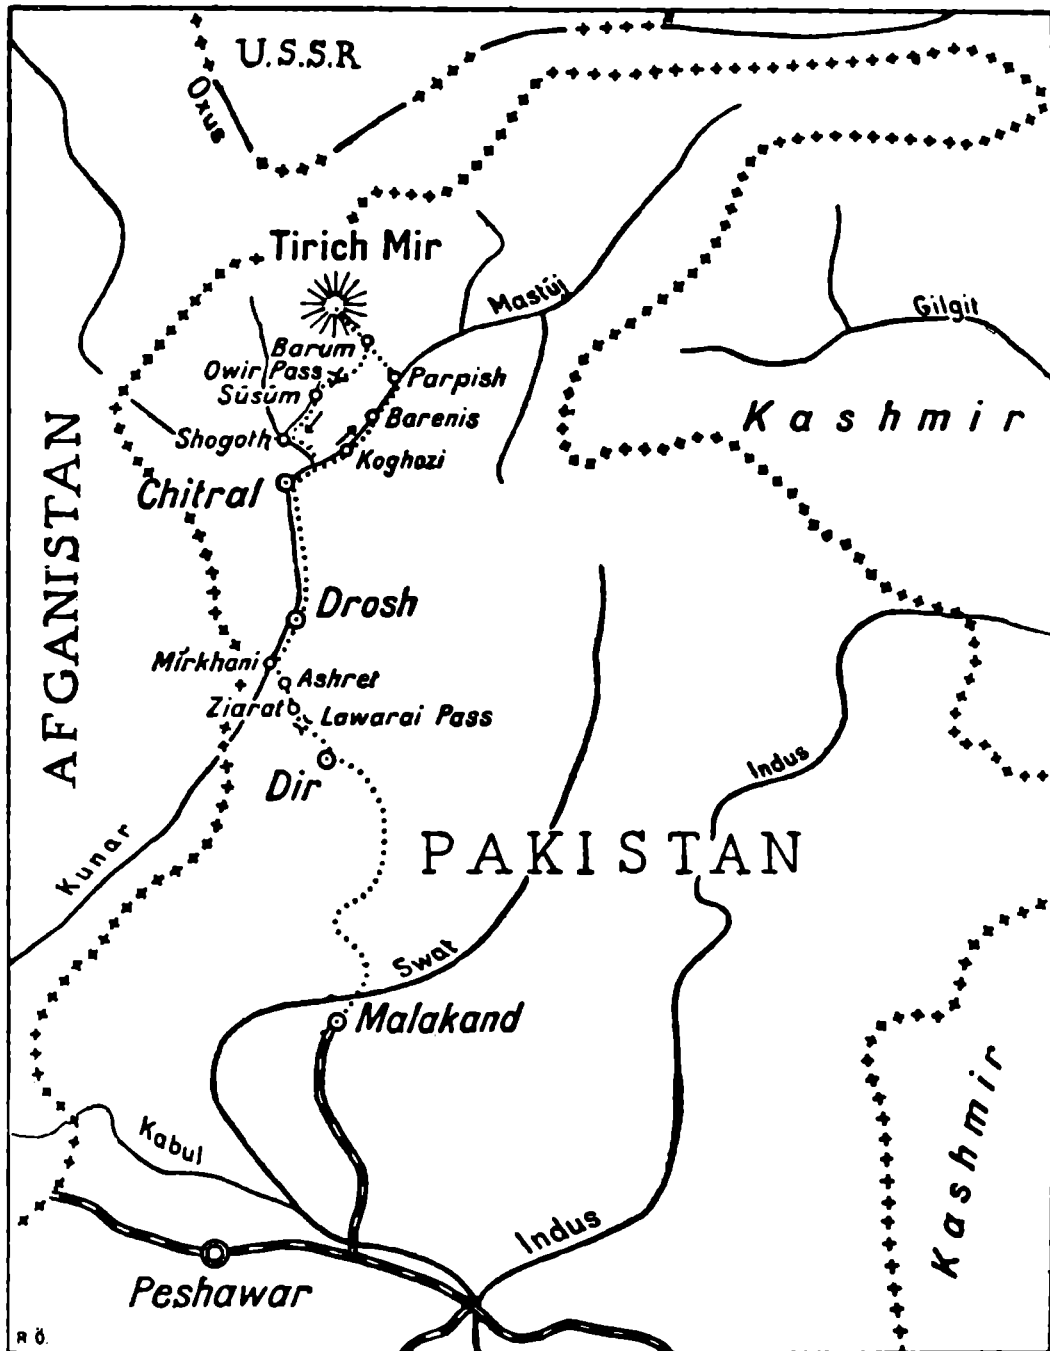 U.S.S.R
Oxus
Tirich Mir
Mastüj
Gilgit
Barum
Owir Pass
Süsüm
Parpish
Barenis
Kashmir
Shogoth
Koghozi
Chitral
AFGANISTAN
Drosh
Mirkhani
Ashret
Ziarat
Lawarai Pass
Dir
Indus
PAKISTAN
Kunar
Swat
Malakand
Kashmir
Kabul
Indus
Peshawar
R Ö.